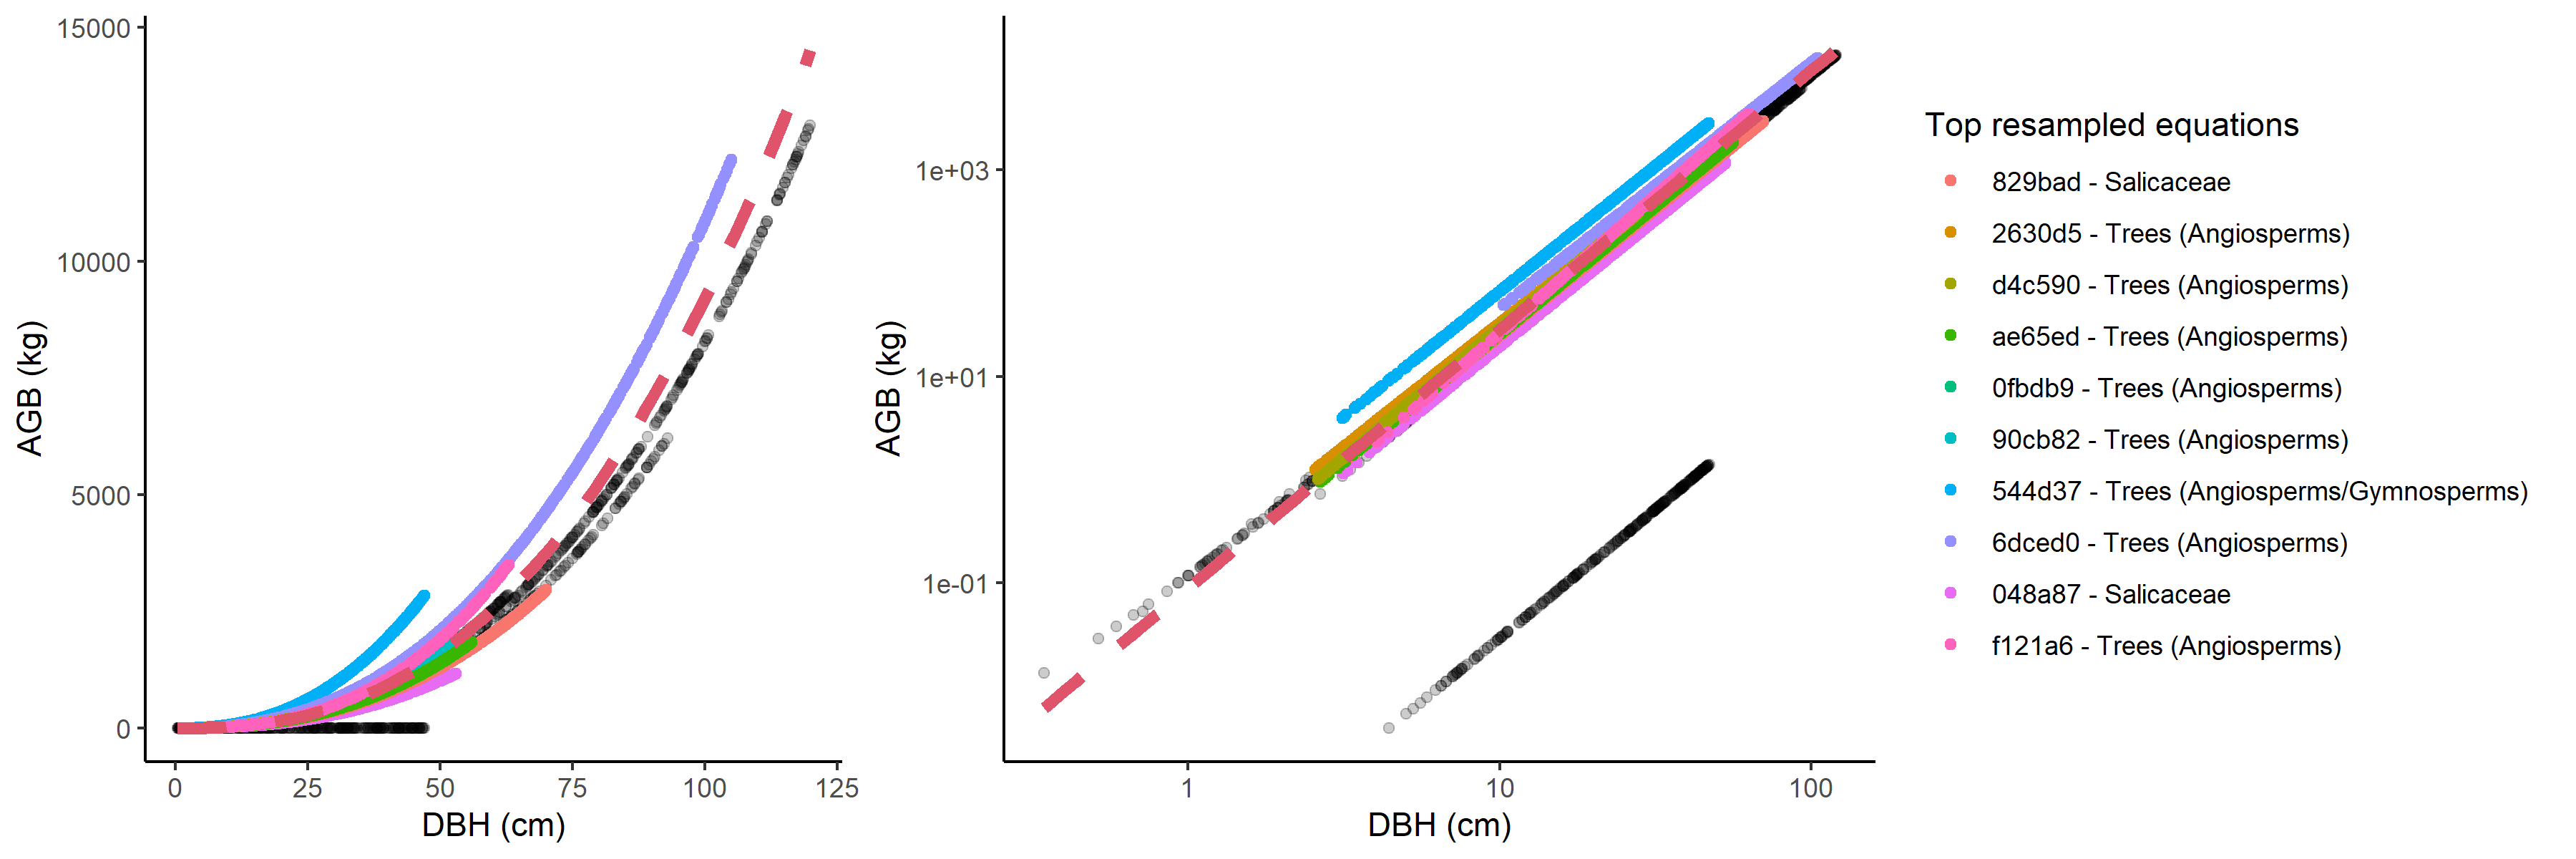 15000
10000
5000
0
AGB (kg)
0 25 50 75 100 125
DBH (cm)
1e+03
1e+01
1e-01
AGB (kg)
1 10 100
DBH (cm)
Top resampled equations
829bad - Salicaceae
2630d5 - Trees (Angiosperms)
d4c590 - Trees (Angiosperms)
ae65ed - Trees (Angiosperms)
0fbdb9 - Trees (Angiosperms)
90cb82 - Trees (Angiosperms)
544d37 - Trees (Angiosperms/Gymnosperms)
6dced0 - Trees (Angiosperms)
048a87 - Salicaceae
f121a6 - Trees (Angiosperms)